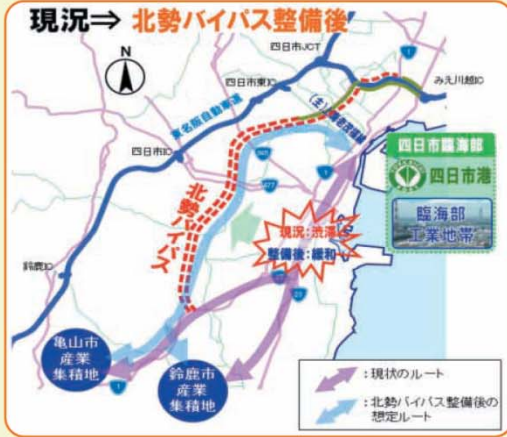 現況⇒ 北勢バイパス整備後
N
四日市JCT
1
四日市東IC
みえ川越IC
東名阪自動車道
四日市IC
北勢バイパス
477
1
四日市臨海部
四日市港
臨海部
工業地帯
現況:渋滞
整備後:緩和
23
鈴鹿IC
亀山市
産業
集積地
鈴鹿市
産業
集積地
1
:現状のルート
:北勢バイパス整備後の
想定ルート